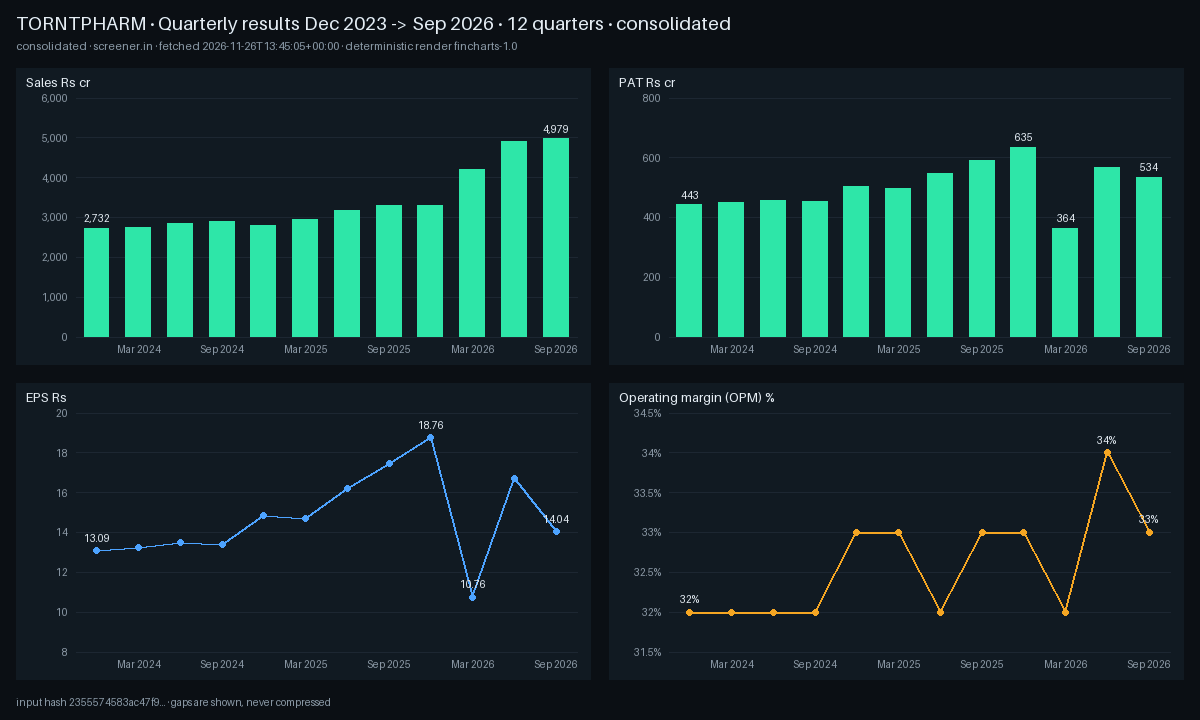 TORNTPHARM · Quarterly results Dec 2023 -> Sep 2026 · 12 quarters · consolidated
consolidated · screener.in · fetched 2026-11-26T13:45:05+00:00 · deterministic render fincharts-1.0
Sales Rs cr
6,000
5,000
4,000
3,000
2,000
1,000
0
2,732
4,979
Mar 2024
Sep 2024
Mar 2025
Sep 2025
Mar 2026
Sep 2026
PAT Rs cr
800
600
400
200
0
443
635
364
534
Mar 2024
Sep 2024
Mar 2025
Sep 2025
Mar 2026
Sep 2026
EPS Rs
20
18
16
14
12
10
8
13.09
18.76
10.76
14.04
Mar 2024
Sep 2024
Mar 2025
Sep 2025
Mar 2026
Sep 2026
Operating margin (OPM) %
34.5%
34%
33.5%
33%
32.5%
32%
31.5%
32%
34%
33%
Mar 2024
Sep 2024
Mar 2025
Sep 2025
Mar 2026
Sep 2026
input hash 2355574583ac47f9... · gaps are shown, never compressed